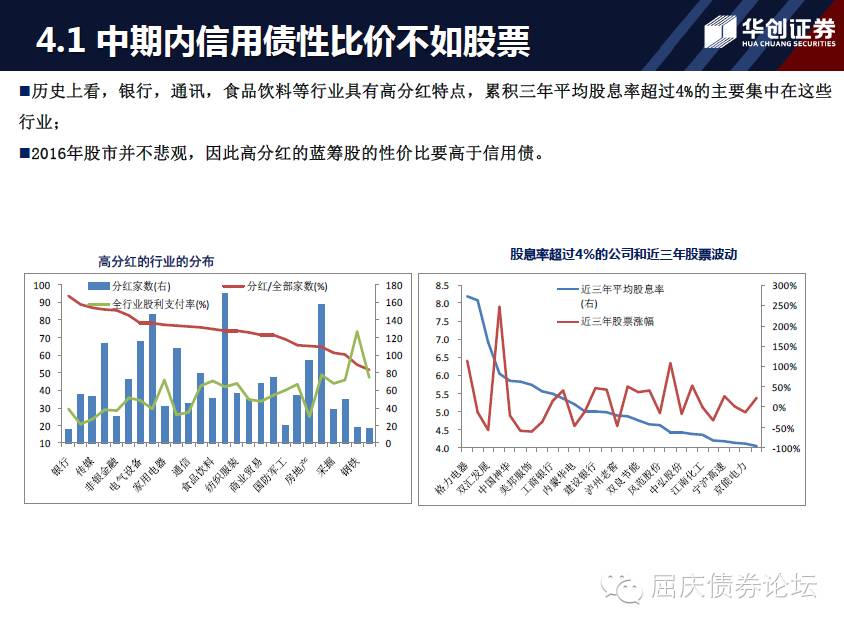 4.1 中期内信用债性比价不如股票
华创证券
HUA CHUANG SECURITIES
■历史上看，银行，通讯，食品饮料等行业具有高分红特点，累积三年平均股息率超过4%的主要集中在这些
行业；
■2016年股市并不悲观，因此高分红的蓝筹股的性价比要高于信用债。
高分红的行业的分布
分红家数(右)
分红/全部家数(%)
全行业股利支付率(%)
100
90
80
70
60
50
40
30
20
10
180
160
140
120
100
80
60
40
20
0
银行
传媒
非银金融
电气设备
家用电器
通信
食品饮料
纺织服装
商业贸易
国防军工
房地产
采掘
钢铁
股息率超过4%的公司和近三年股票波动
近三年平均股息率
(右)
近三年股票涨幅
8.5
8.0
7.5
7.0
6.5
6.0
5.5
5.0
4.5
4.0
300%
250%
200%
150%
100%
50%
0%
-50%
-100%
格力电器
双汇发展
中国神华
美邦服饰
工商银行
内蒙华电
建设银行
泸州老窖
双良节能
风范股份
中弘股份
江南化工
宁沪高速
京能电力
屈庆债券论坛